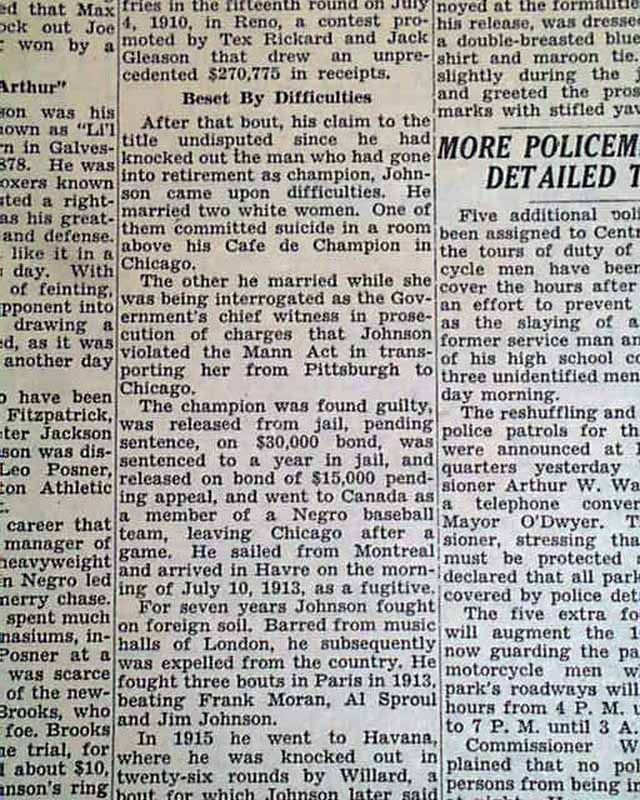 ed that Max
ock out Joe
won by a
Arthur"
son was his
nown as "Li'l
rn in Galves-
878. He was
oxers known
sted a right-
as his great-
and defense.
like it in a
day. With
of feinting,
pponent into
drawing a
ed, as it was
another day
o have been
Fitzpatrick,
ter Jackson
son was dis-
Leo Posner,
ton Athletic
career that
manager of
heavyweight
n Negro led
merry chase.
spent much
nasiums, in-
Posner at a
was scarce
of the new-
Brooks, who
foe. Brooks
he trial, for
d about $10,
nson's ring
fries in the fifteenth round on July
4, 1910, in Reno, a contest pro-
moted by Tex Rickard and Jack
Gleason that drew an unpre-
cedented $270,775 in receipts.
Beset By Difficulties
After that bout, his claim to the
title undisputed since he had
knocked out the man who had gone
into retirement as champion, John-
son came upon difficulties. He
married two white women. One of
them committed suicide in a room
above his Cafe de Champion in
Chicago.
The other he married while she
was being interrogated as the Gov-
ernment's chief witness in prose-
cution of charges that Johnson
violated the Mann Act in trans-
porting her from Pittsburgh to
Chicago.
The champion was found guilty,
was released from jail, pending
sentence, on $30,000 bond, was
sentenced to a year in jail, and
released on bond of $15,000 pend-
ing appeal, and went to Canada as
a member of a Negro baseball
team, leaving Chicago after a
game. He sailed from Montreal
and arrived in Havre on the morn-
ing of July 10, 1913, as a fugitive.
For seven years Johnson fought
on foreign soil. Barred from music
halls of London, he subsequently
was expelled from the country. He
fought three bouts in Paris in 1913,
beating Frank Moran, Al Sproul
and Jim Johnson.
In 1915 he went to Havana,
where he was knocked out in
twenty-six rounds by Willard, a
bout for which Johnson later said
noyed at the formalitie
his release, was dresse
a double-breasted blue
shirt and maroon tie.
slightly during the
and greeted the pros
marks with stifled yaw
MORE POLICEM
DETAILED T
Five additional poli
been assigned to Centr
the tours of duty of
cycle men have been
cover the hours after
an effort to prevent
as the slaying of a
former service man an
of his high school co
three unidentified men
day morning.
The reshuffling and
police patrols for th
were announced at
quarters yesterday
sioner Arthur W. Wa
a telephone conver
Mayor O'Dwyer. T
sioner, stressing tha
must be protected
declared that all park
covered by police det
The five extra fo
will augment the 1
now guarding the pa
motorcycle men w
park's roadways will
hours from 4 P. M. u
to 7 P. M. until 3 A.
Commissioner W
plained that no pol
persons from being i